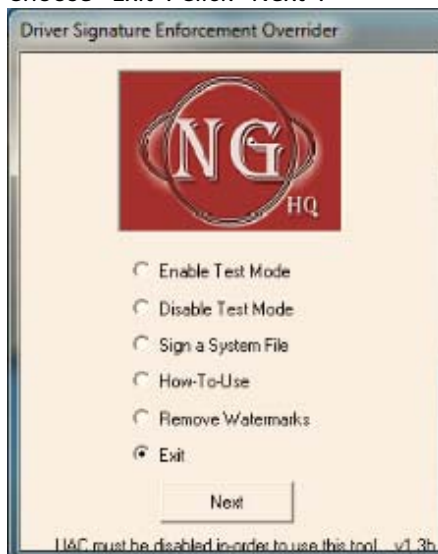 Choose "Exit". Click "Next".
Driver Signature Enforcement Overrider
NG
HQ
Enable Test Mode
Disable Test Mode
Sign a System File
How-To-Use
Remove Watermarks
Exit
Next
UAC must be disabled in-order to use this tool v1.3b